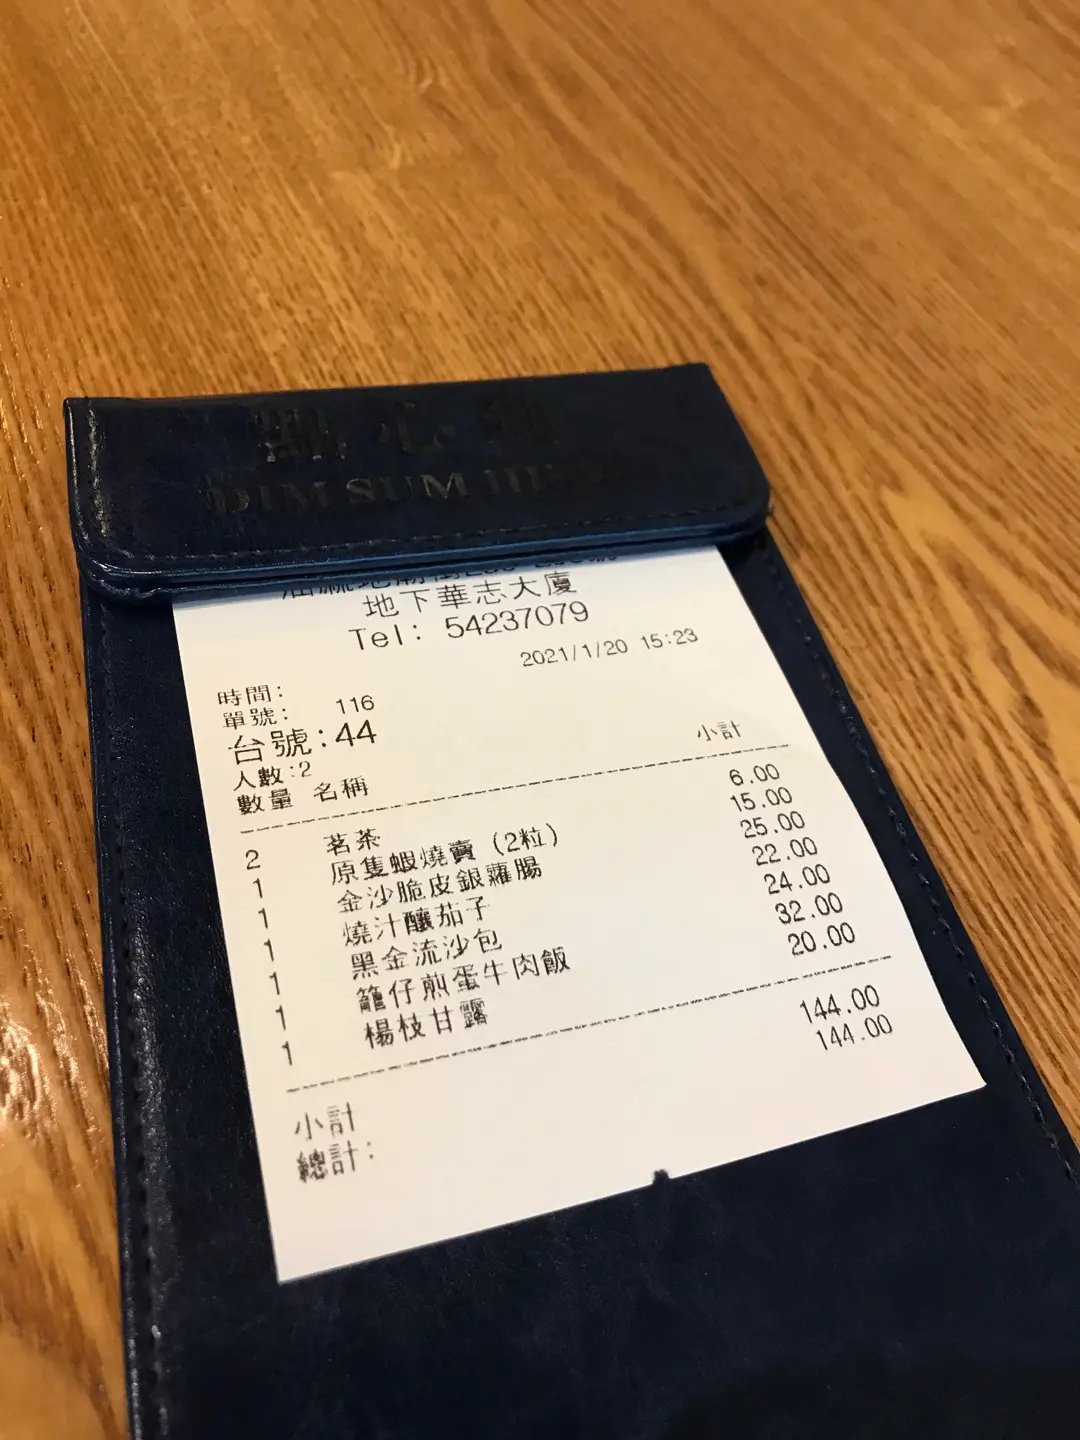 點心
DIM SUM HE
地下華志大廈
Tel: 54237079
2021/1/20 15:23
時間:
單號: 116
台號:44
人數:2
數量 名稱 小計
2 茗茶 6.00
1 原隻蝦燒賣 (2粒) 15.00
1 金沙脆皮銀蘿腸 25.00
1 燒汁釀茄子 22.00
1 黑金流沙包 24.00
1 籠仔煎蛋牛肉飯 32.00
1 楊枝甘露 20.00
小計 144.00
總計: 144.00